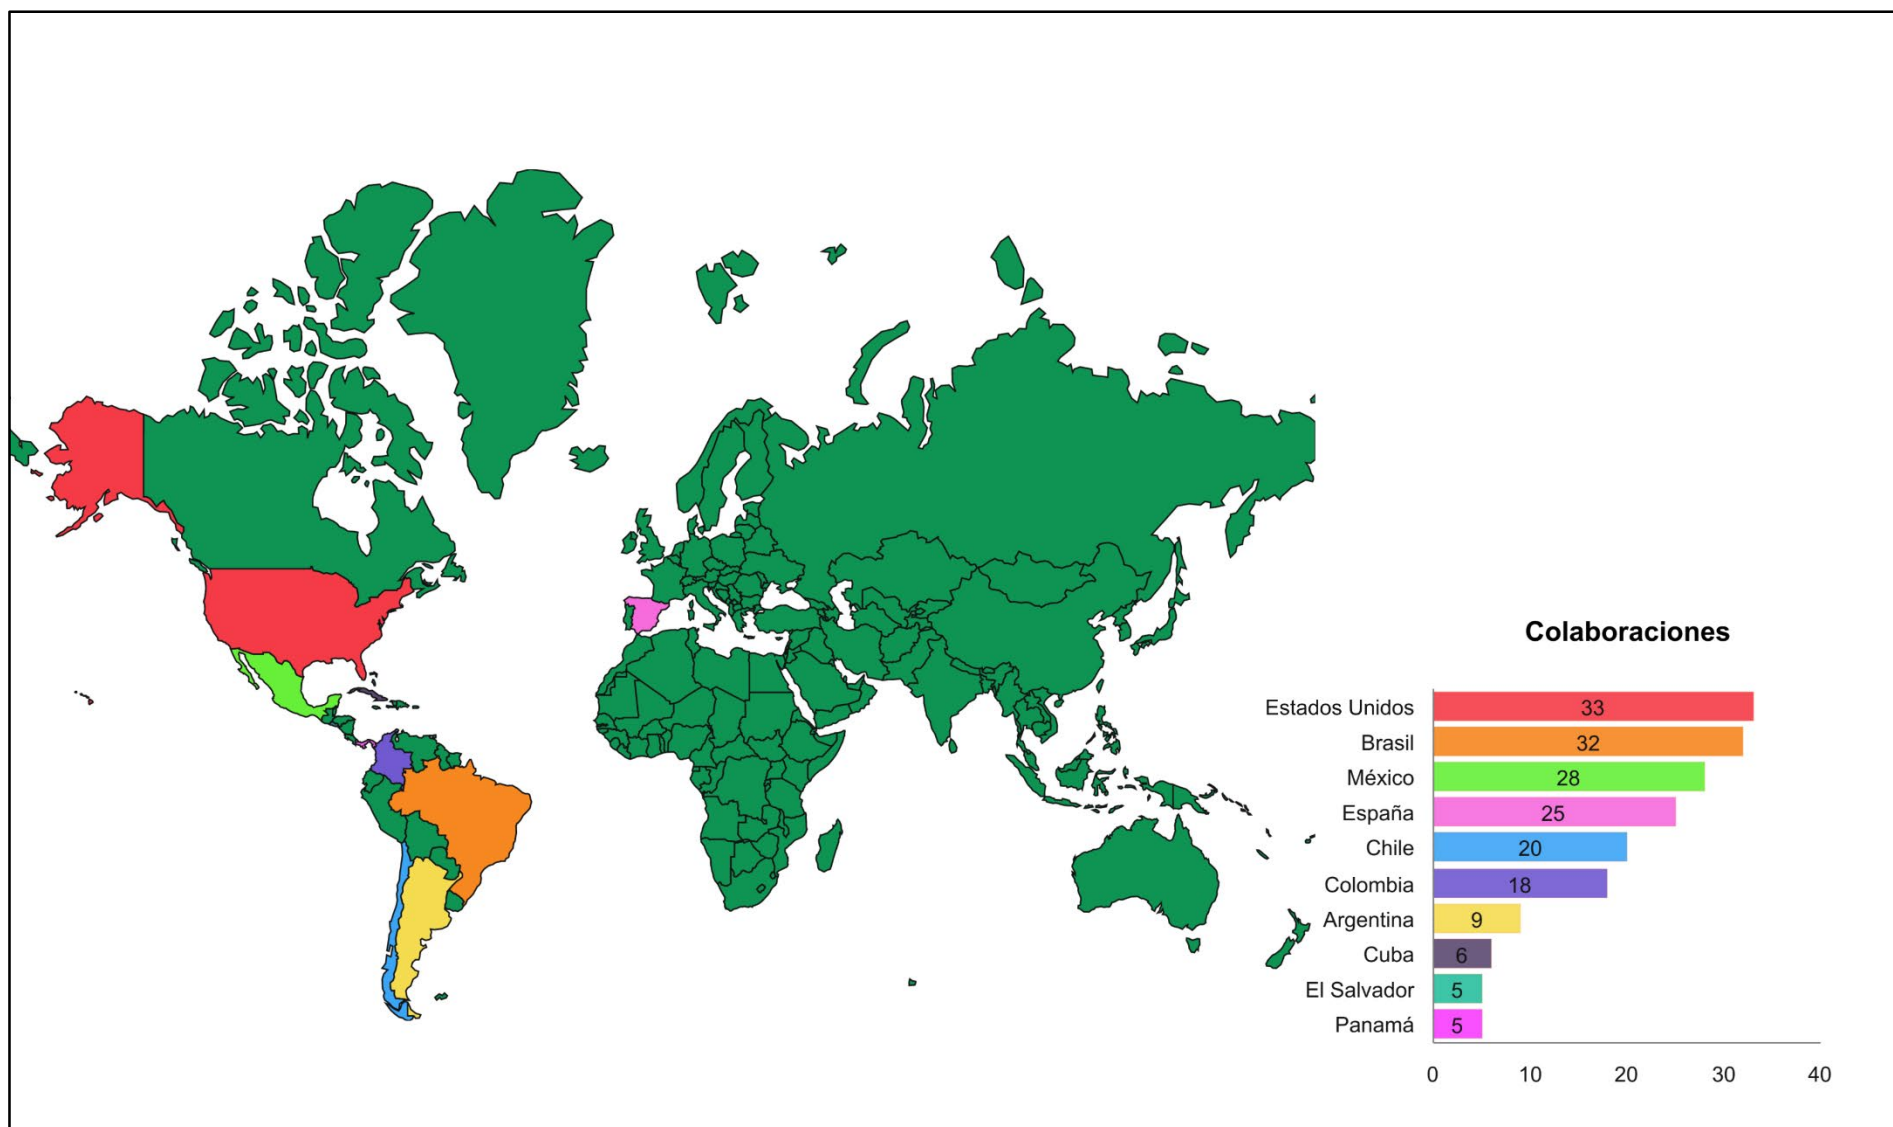 Colaboraciones
Estados Unidos 33
Brasil 32
México 28
España 25
Chile 20
Colombia 18
Argentina 9
Cuba 6
El Salvador 5
Panamá 5
0 10 20 30 40